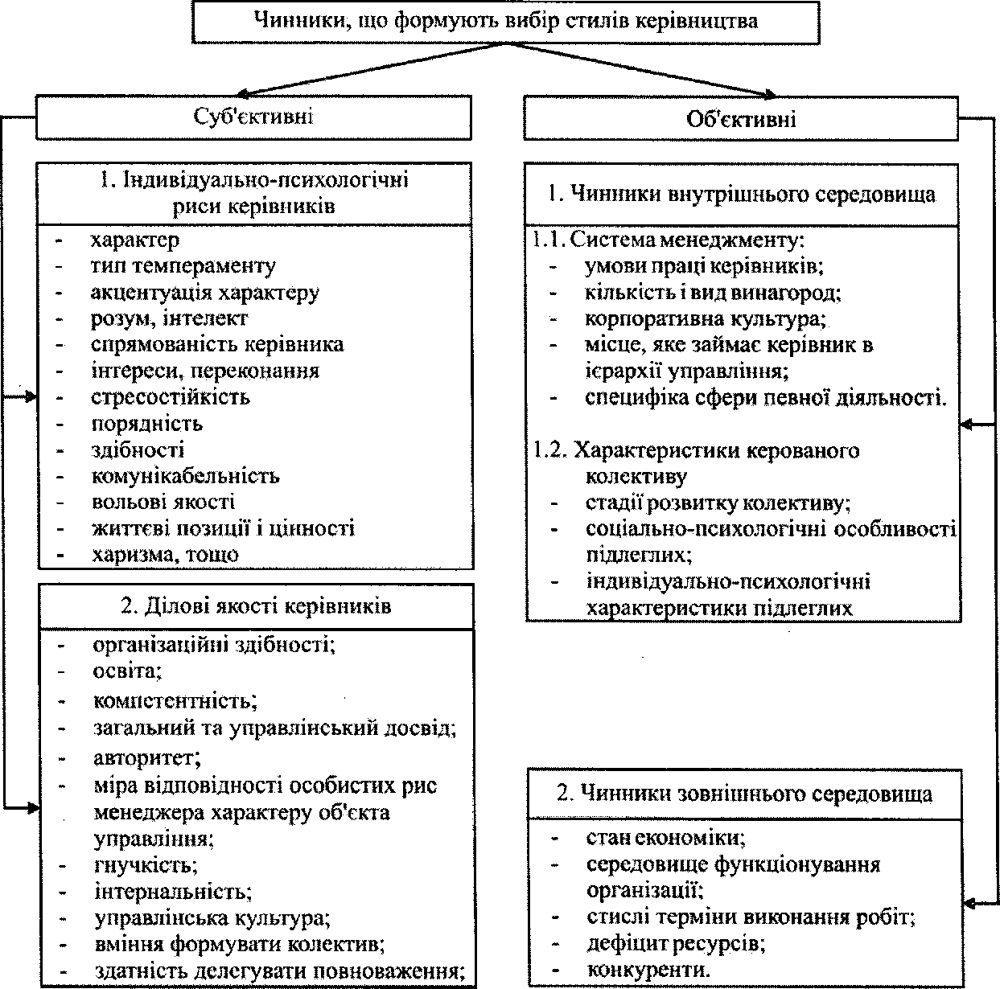 Чинники, що формують вибір стилів керівництва
Суб'єктивні
1. Індивідуально-психологічні
риси керівників
- характер
- тип темпераменту
- акцентуація характеру
- розум, інтелект
- спрямованість керівника
- інтереси, переконання
- стресостійкість
- порядність
- здібності
- комунікабельність
- вольові якості
- життєві позиції і цінності
- харизма, тощо
2. Ділові якості керівників
- організаційні здібності;
- освіта;
- компетентність;
- загальний та управлінський досвід;
- авторитет;
- міра відповідності особистих рис
менеджера характеру об'єкта
управління;
- гнучкість;
- інтернальність;
- управлінська культура;
- вміння формувати колектив;
- здатність делегувати повноваження;
Об'єктивні
1. Чинники внутрішнього середовища
1.1. Система менеджменту:
- умови праці керівників;
- кількість і вид винагород;
- корпоративна культура;
- місце, яке займає керівник в
ієрархії управління;
- специфіка сфери певної діяльності.
1.2. Характеристики керованого
колективу
- стадії розвитку колективу;
- соціально-психологічні особливості
підлеглих;
- індивідуально-психологічні
характеристики підлеглих
2. Чинники зовнішнього середовища
- стан економіки;
- середовище функціонування
організації;
- стислі терміни виконання робіт;
- дефіцит ресурсів;
- конкуренти.